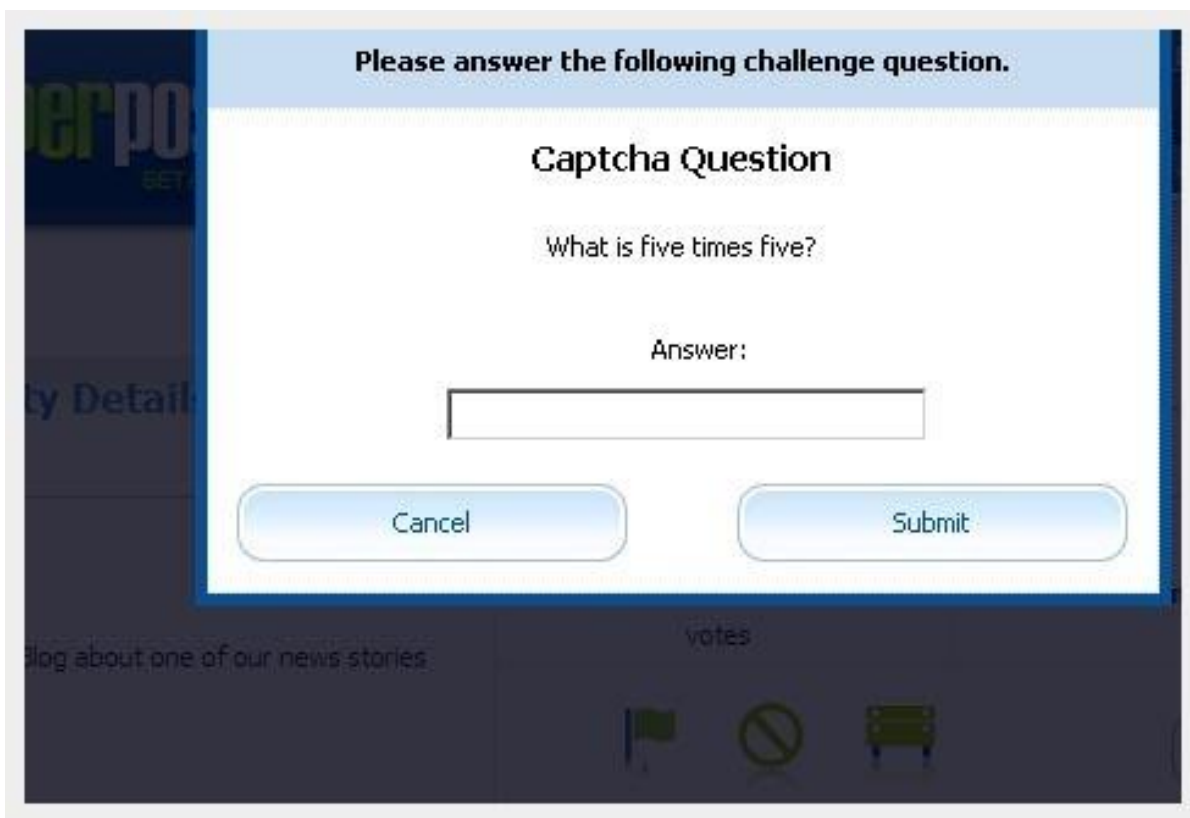 Please answer the following challenge question.
Captcha Question
What is five times five?
Answer:
Cancel
Submit
votes
Blog about one of our news stories
BETA